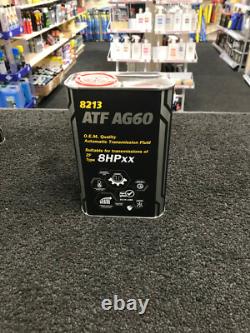 8213
ATF AG60
O.E.M. Quality
Automatic Transmission Fluid
Suitable for transmissions of
ZF
Type 8HPxx